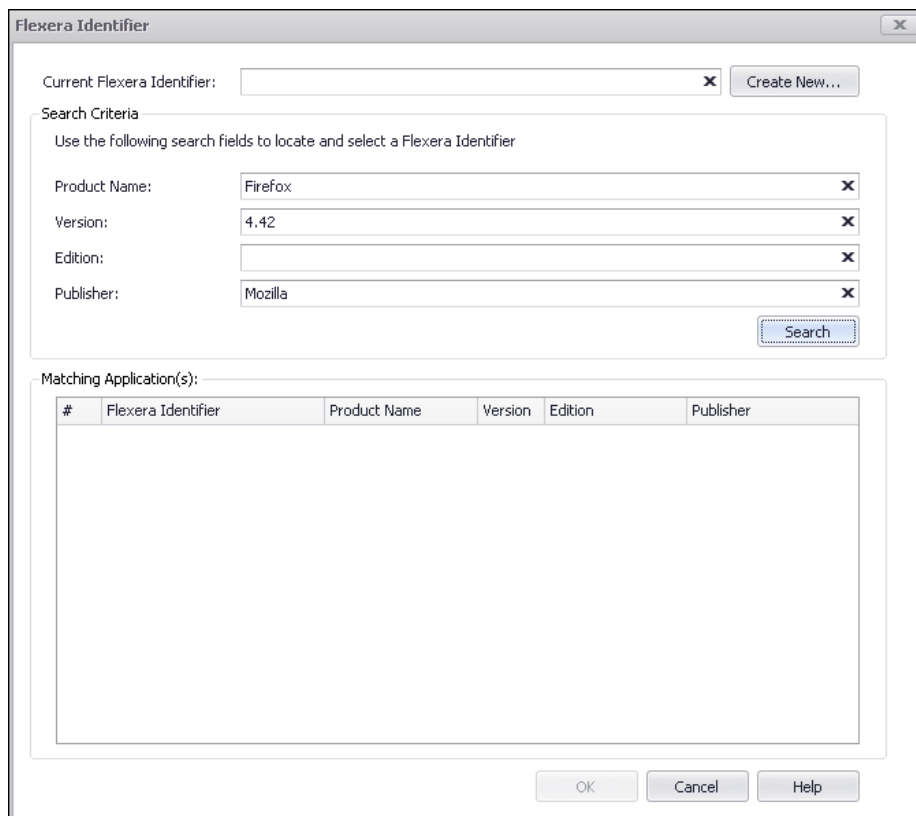 Flexera Identifier
Current Flexera Identifier: Create New...
Search Criteria
Use the following search fields to locate and select a Flexera Identifier
Product Name: Firefox
Version: 4.42
Edition:
Publisher: Mozilla
Search
Matching Application(s):
# Flexera Identifier Product Name Version Edition Publisher
OK Cancel Help